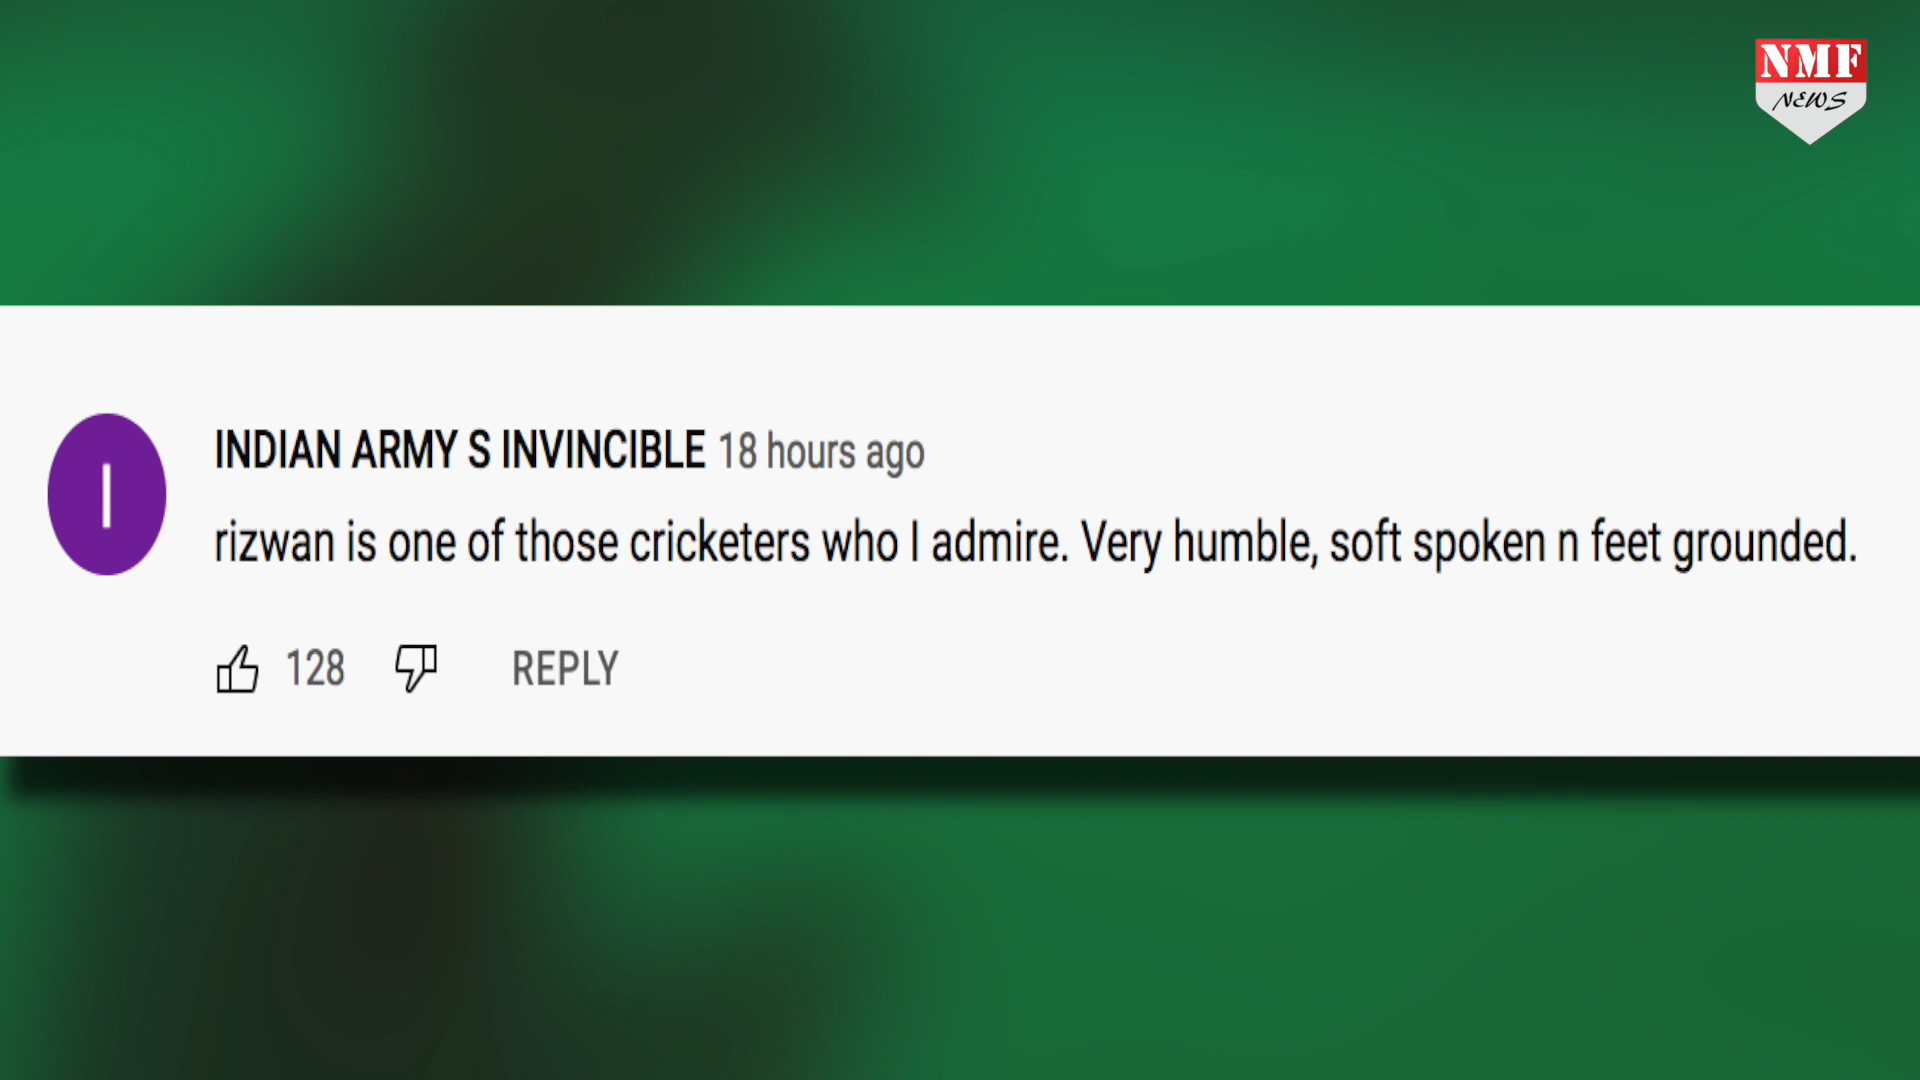 NMF
NEWS
INDIAN ARMY S INVINCIBLE 18 hours ago
rizwan is one of those cricketers who I admire. Very humble, soft spoken n feet grounded.
128 REPLY